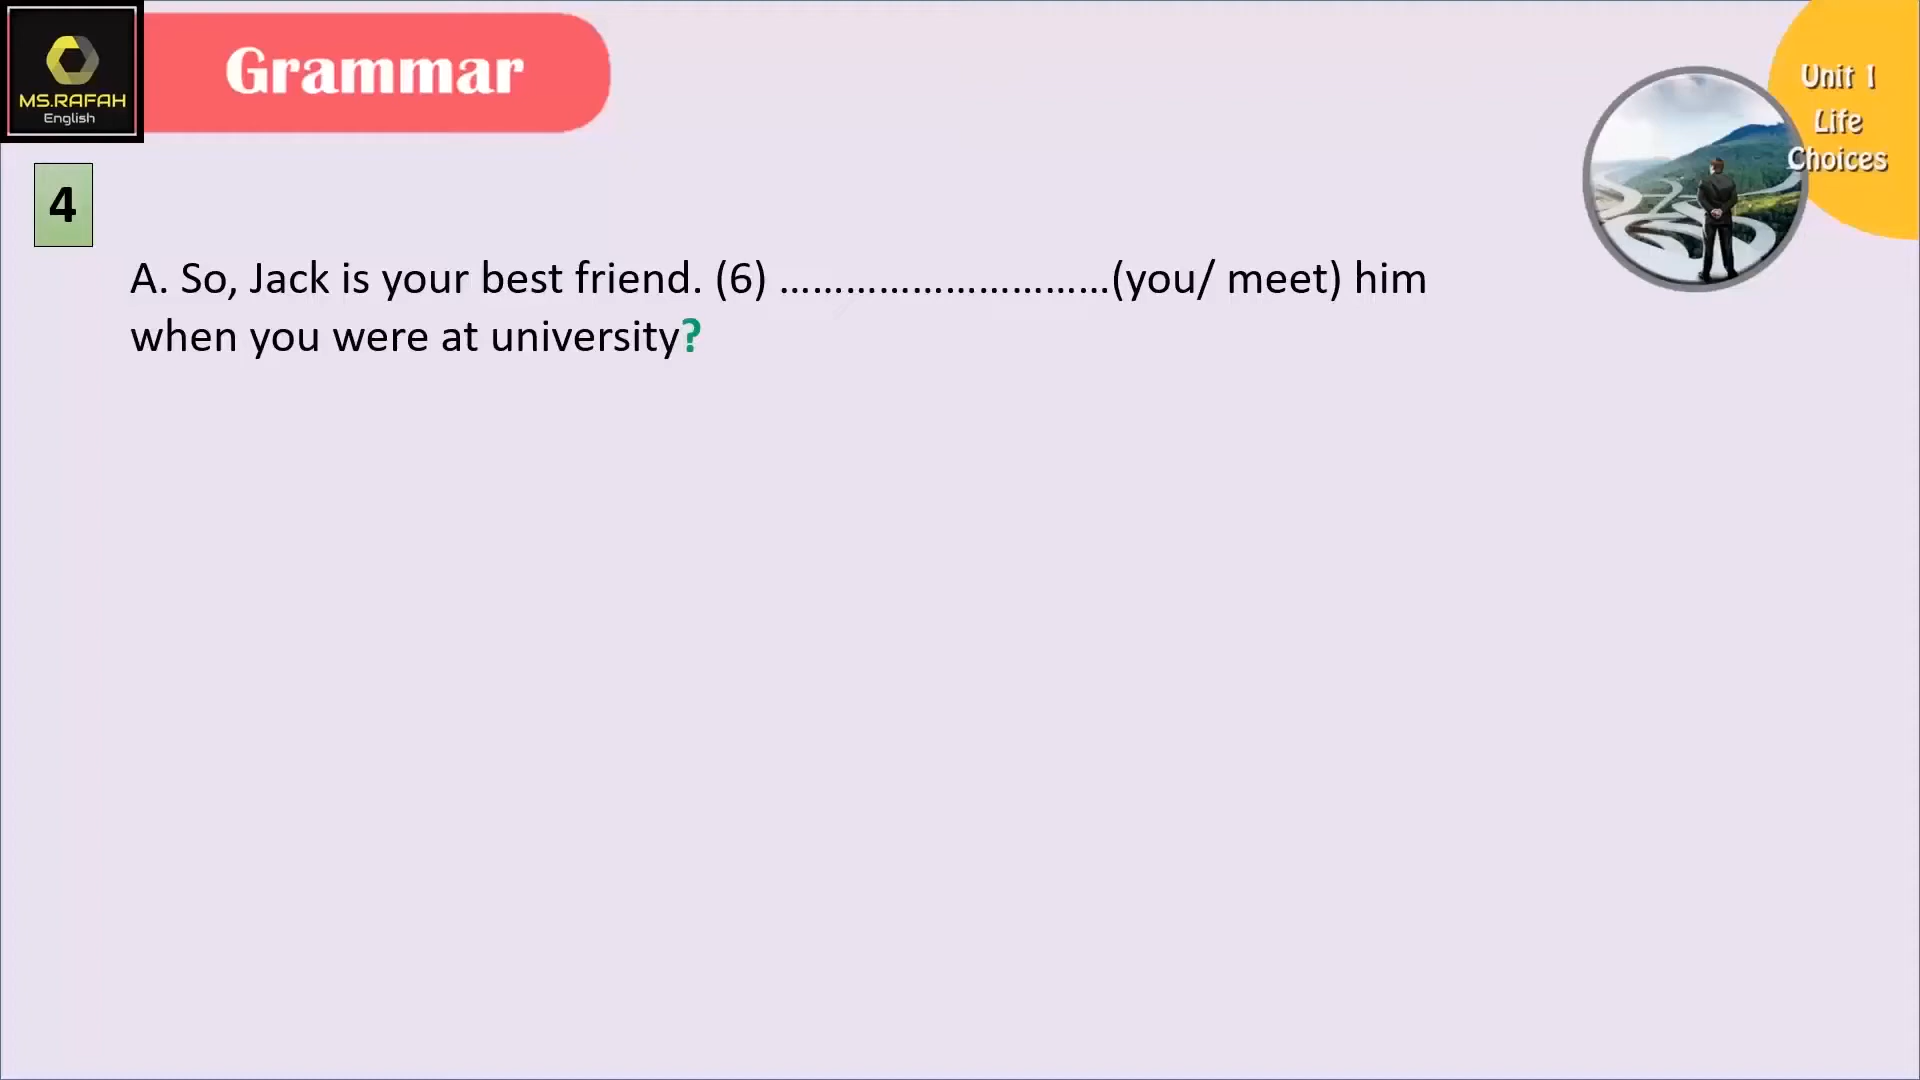 MS.RAFAH
English
Grammar
Unit 1
Life
Choices
4
A. So, Jack is your best friend. (6) …………………………(you/ meet) him
when you were at university?